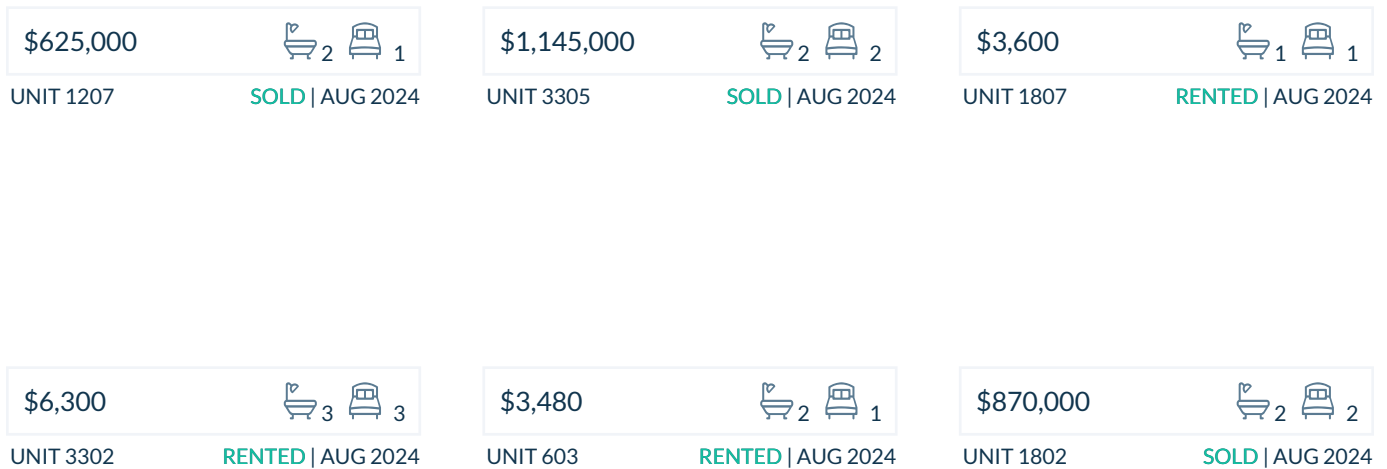 $625,000 2 1
UNIT 1207 SOLD | AUG 2024
$1,145,000 2 2
UNIT 3305 SOLD | AUG 2024
$3,600 1 1
UNIT 1807 RENTED | AUG 2024
$6,300 3 3
UNIT 3302 RENTED | AUG 2024
$3,480 2 1
UNIT 603 RENTED | AUG 2024
$870,000 2 2
UNIT 1802 SOLD | AUG 2024